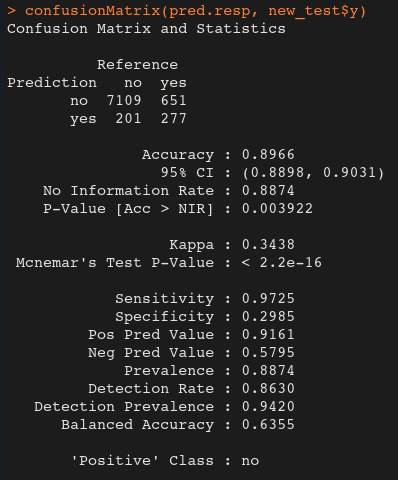 > confusionMatrix(pred.resp, new_test$y)
Confusion Matrix and Statistics
Reference
Prediction no yes
no 7109 651
yes 201 277
Accuracy : 0.8966
95% CI : (0.8898, 0.9031)
No Information Rate : 0.8874
P-Value [Acc > NIR] : 0.003922
Kappa : 0.3438
Mcnemar's Test P-Value : < 2.2e-16
Sensitivity : 0.9725
Specificity : 0.2985
Pos Pred Value : 0.9161
Neg Pred Value : 0.5795
Prevalence : 0.8874
Detection Rate : 0.8630
Detection Prevalence : 0.9420
Balanced Accuracy : 0.6355
'Positive' Class : no